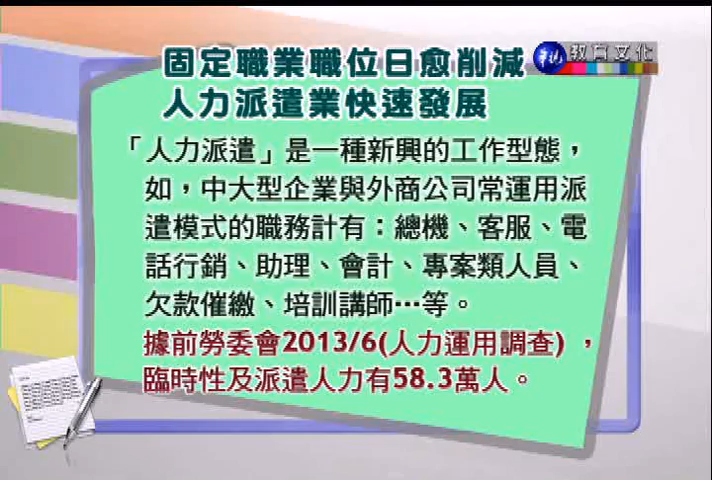 固定職業職位日愈削減
華視 教育文化
人力派遣業快速發展
「人力派遣」是一種新興的工作型態，
如，中大型企業與外商公司常運用派
遣模式的職務計有：總機、客服、電
話行銷、助理、會計、專案類人員、
欠款催繳、培訓講師…等。
據前勞委會2013/6(人力運用調查)，
臨時性及派遣人力有58.3萬人。